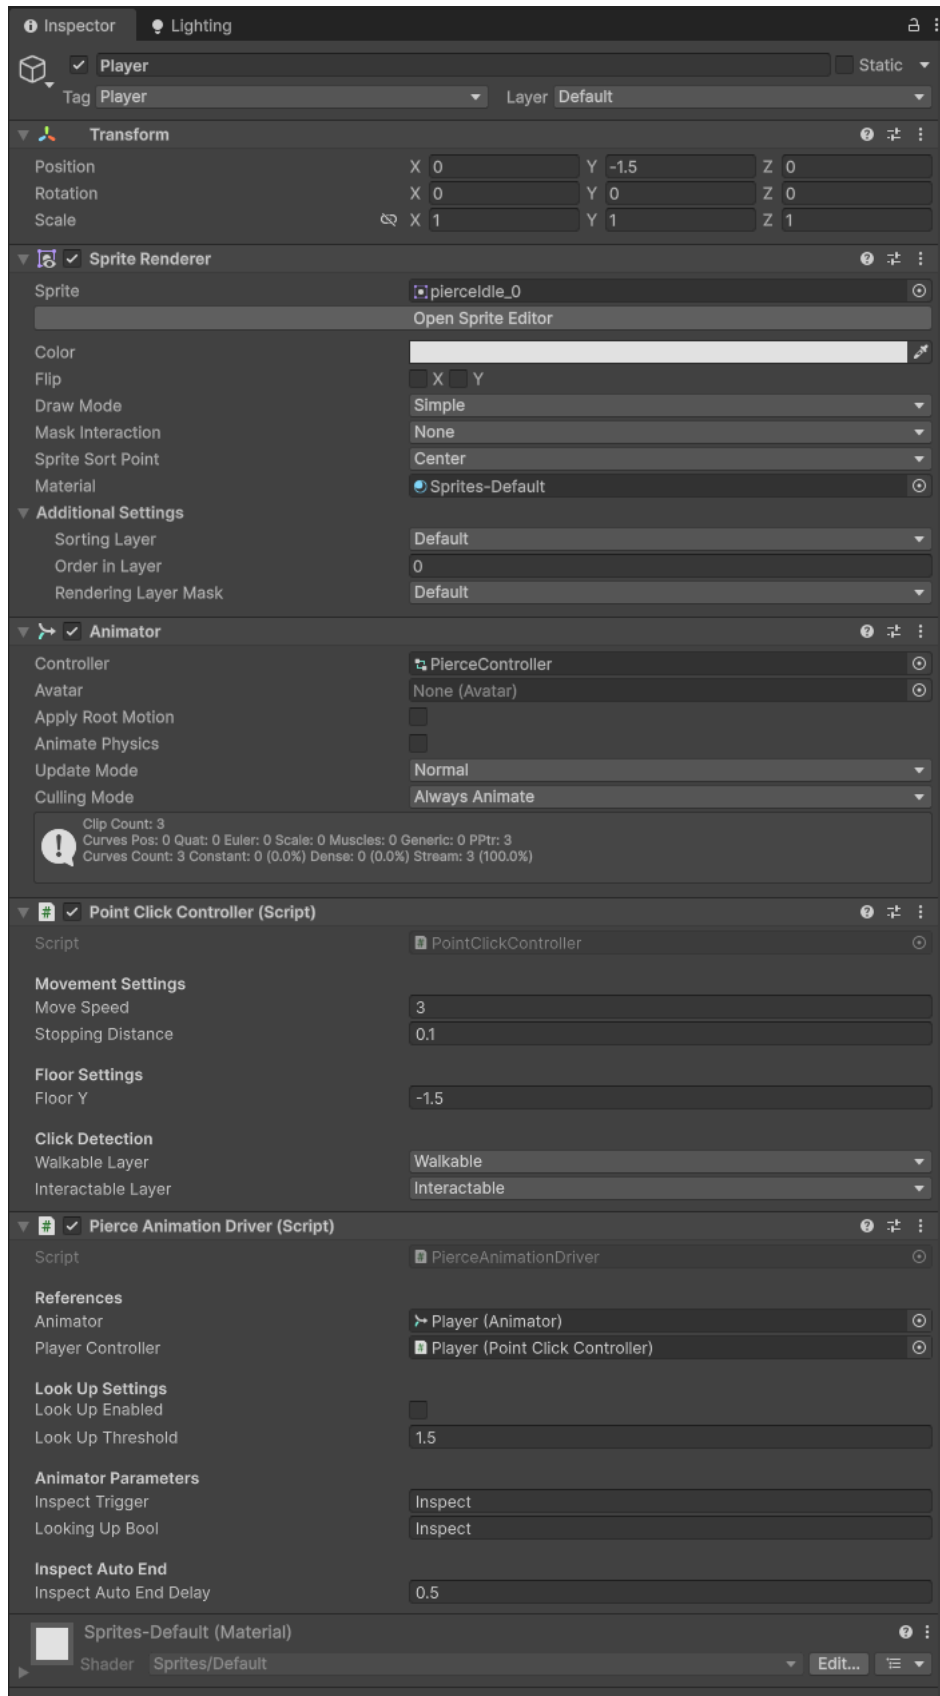 Inspector Lighting
Player Static
Tag Player Layer Default
Transform
Position X 0 Y -1.5 Z 0
Rotation X 0 Y 0 Z 0
Scale X 1 Y 1 Z 1
Sprite Renderer
Sprite pierceIdle_0
Open Sprite Editor
Color
Flip X Y
Draw Mode Simple
Mask Interaction None
Sprite Sort Point Center
Material Sprites-Default
Additional Settings
Sorting Layer Default
Order in Layer 0
Rendering Layer Mask Default
Animator
Controller PierceController
Avatar None (Avatar)
Apply Root Motion
Animate Physics
Update Mode Normal
Culling Mode Always Animate
Clip Count: 3
Curves Pos: 0 Quat: 0 Euler: 0 Scale: 0 Muscles: 0 Generic: 0 PPtr: 3
Curves Count: 3 Constant: 0 (0.0%) Dense: 0 (0.0%) Stream: 3 (100.0%)
# Point Click Controller (Script)
Script # PointClickController
Movement Settings
Move Speed 3
Stopping Distance 0.1
Floor Settings
Floor Y -1.5
Click Detection
Walkable Layer Walkable
Interactable Layer Interactable
# Pierce Animation Driver (Script)
Script # PierceAnimationDriver
References
Animator Player (Animator)
Player Controller # Player (Point Click Controller)
Look Up Settings
Look Up Enabled
Look Up Threshold 1.5
Animator Parameters
Inspect Trigger Inspect
Looking Up Bool Inspect
Inspect Auto End
Inspect Auto End Delay 0.5
Sprites-Default (Material)
Shader Sprites/Default Edit...